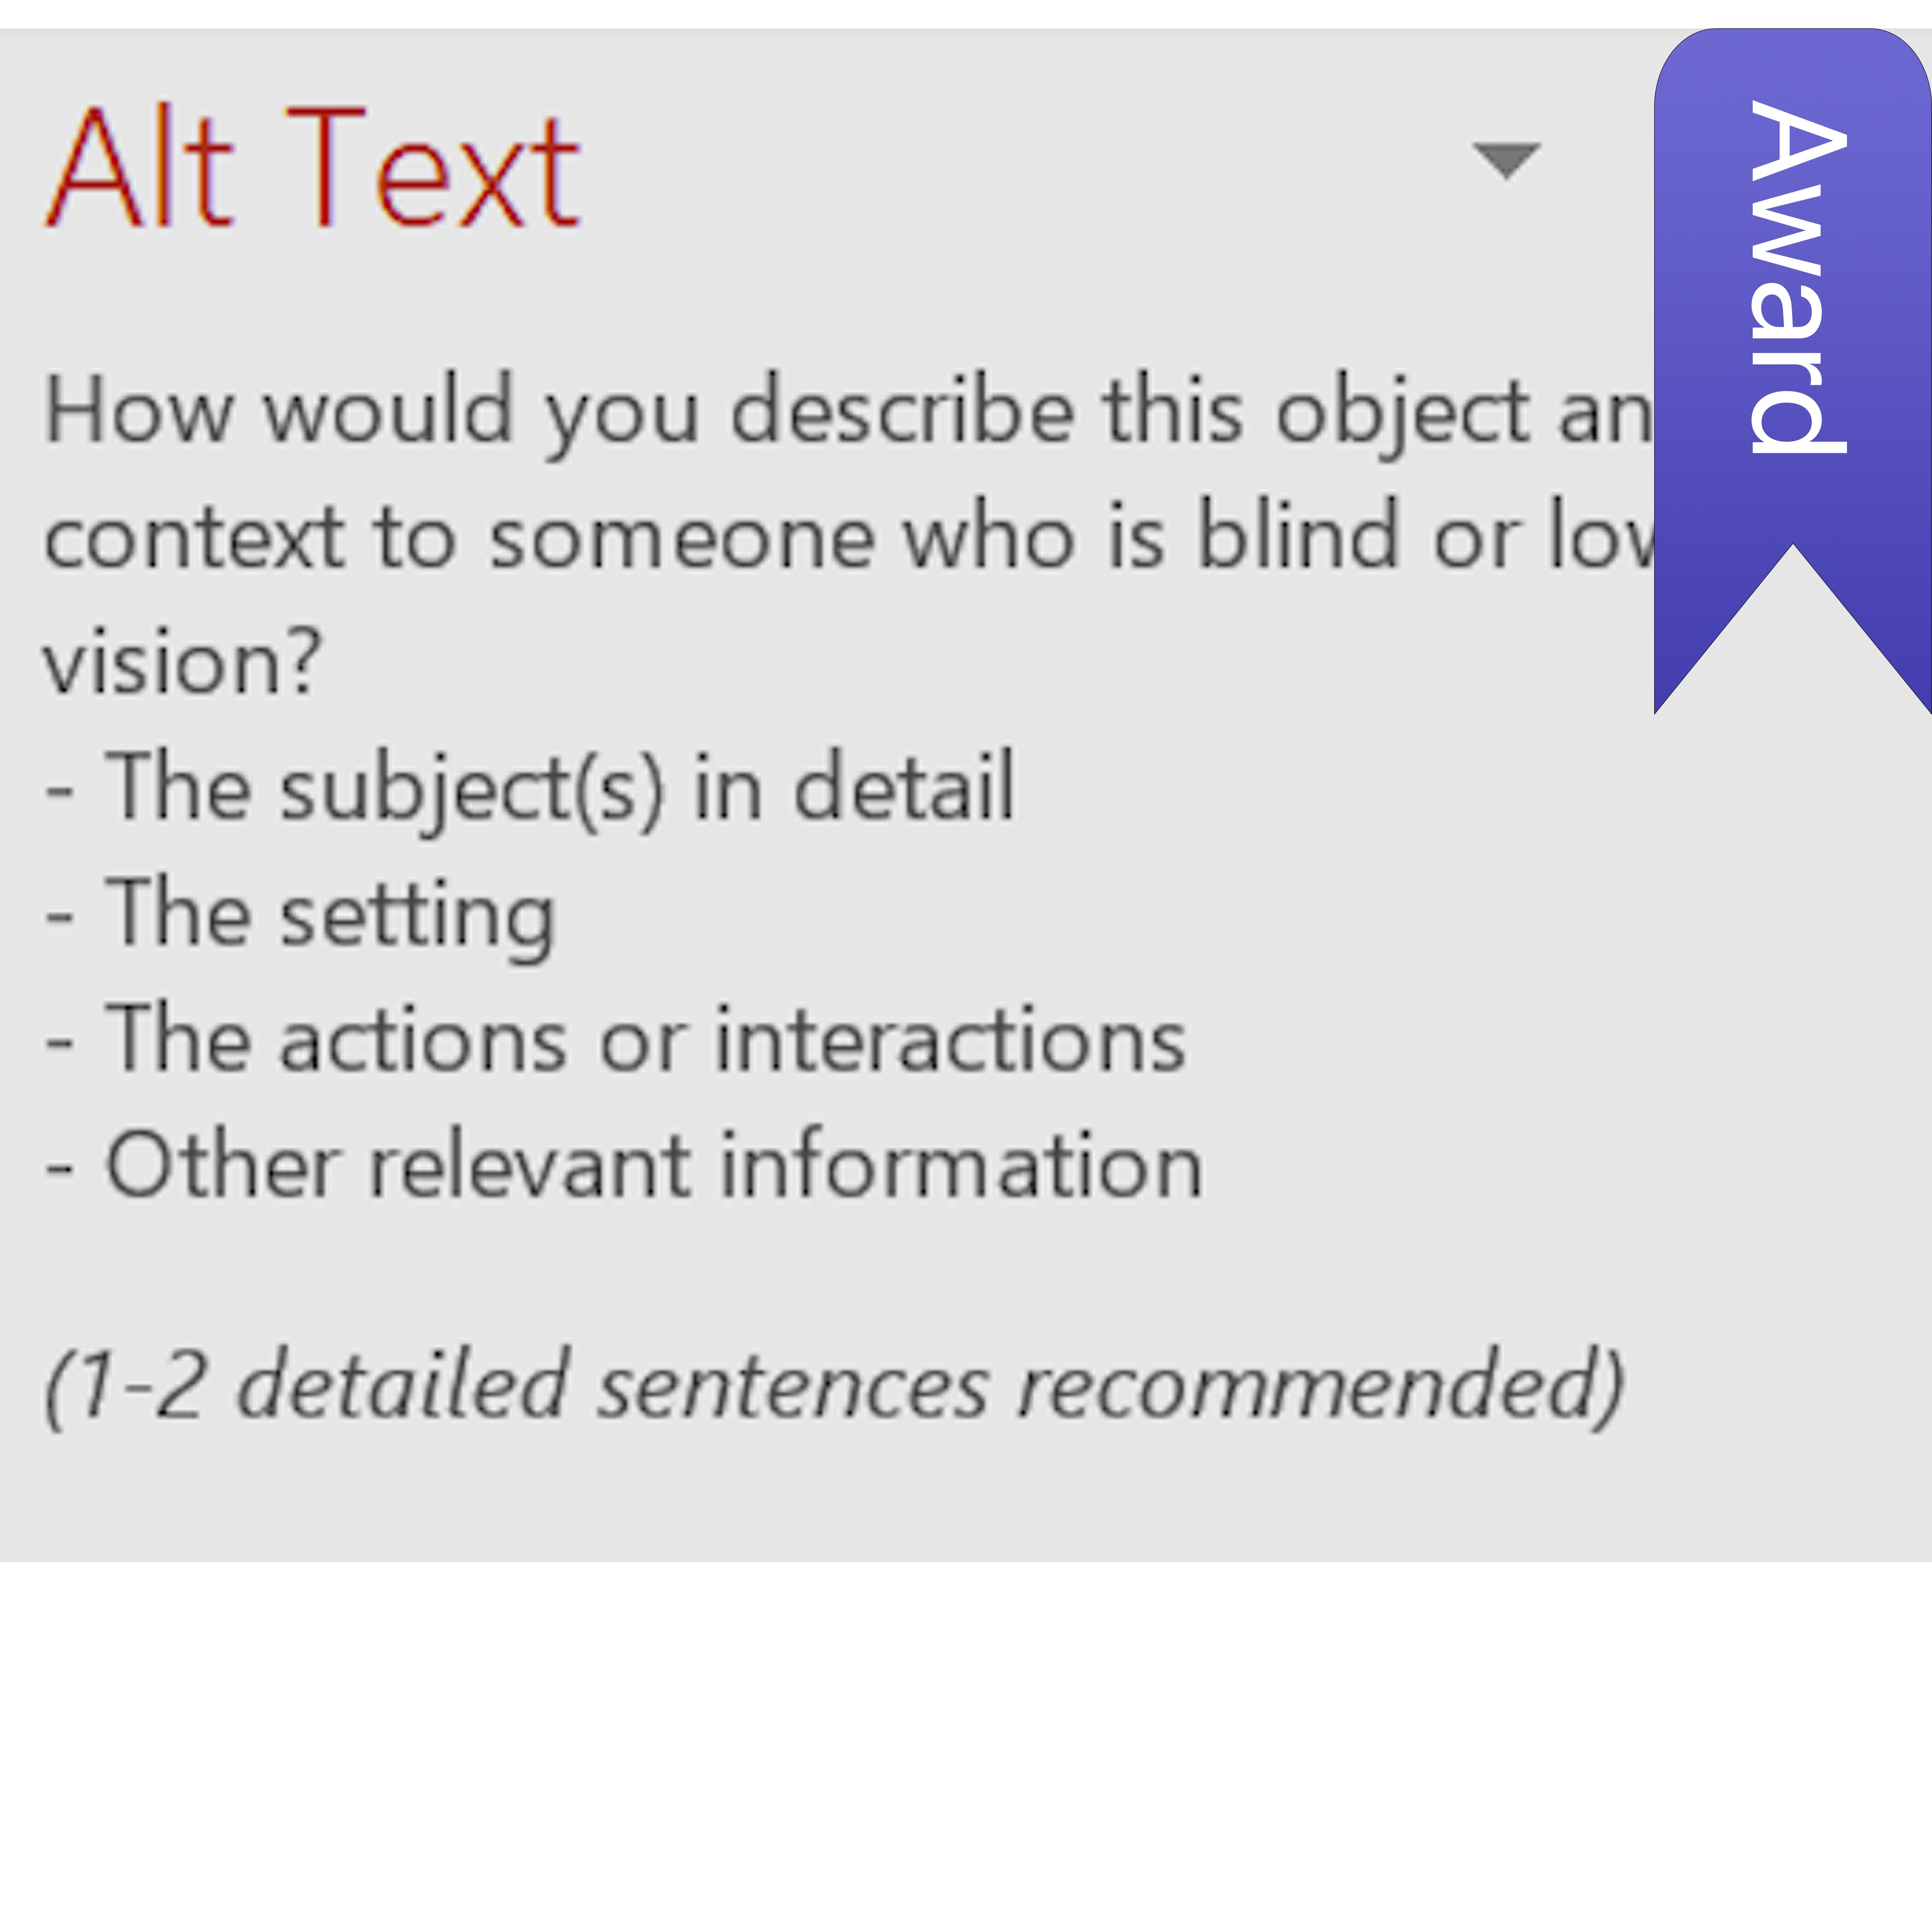 Alt Text
Award
How would you describe this object an
context to someone who is blind or low
vision?
- The subject(s) in detail
- The setting
- The actions or interactions
- Other relevant information
(1-2 detailed sentences recommended)